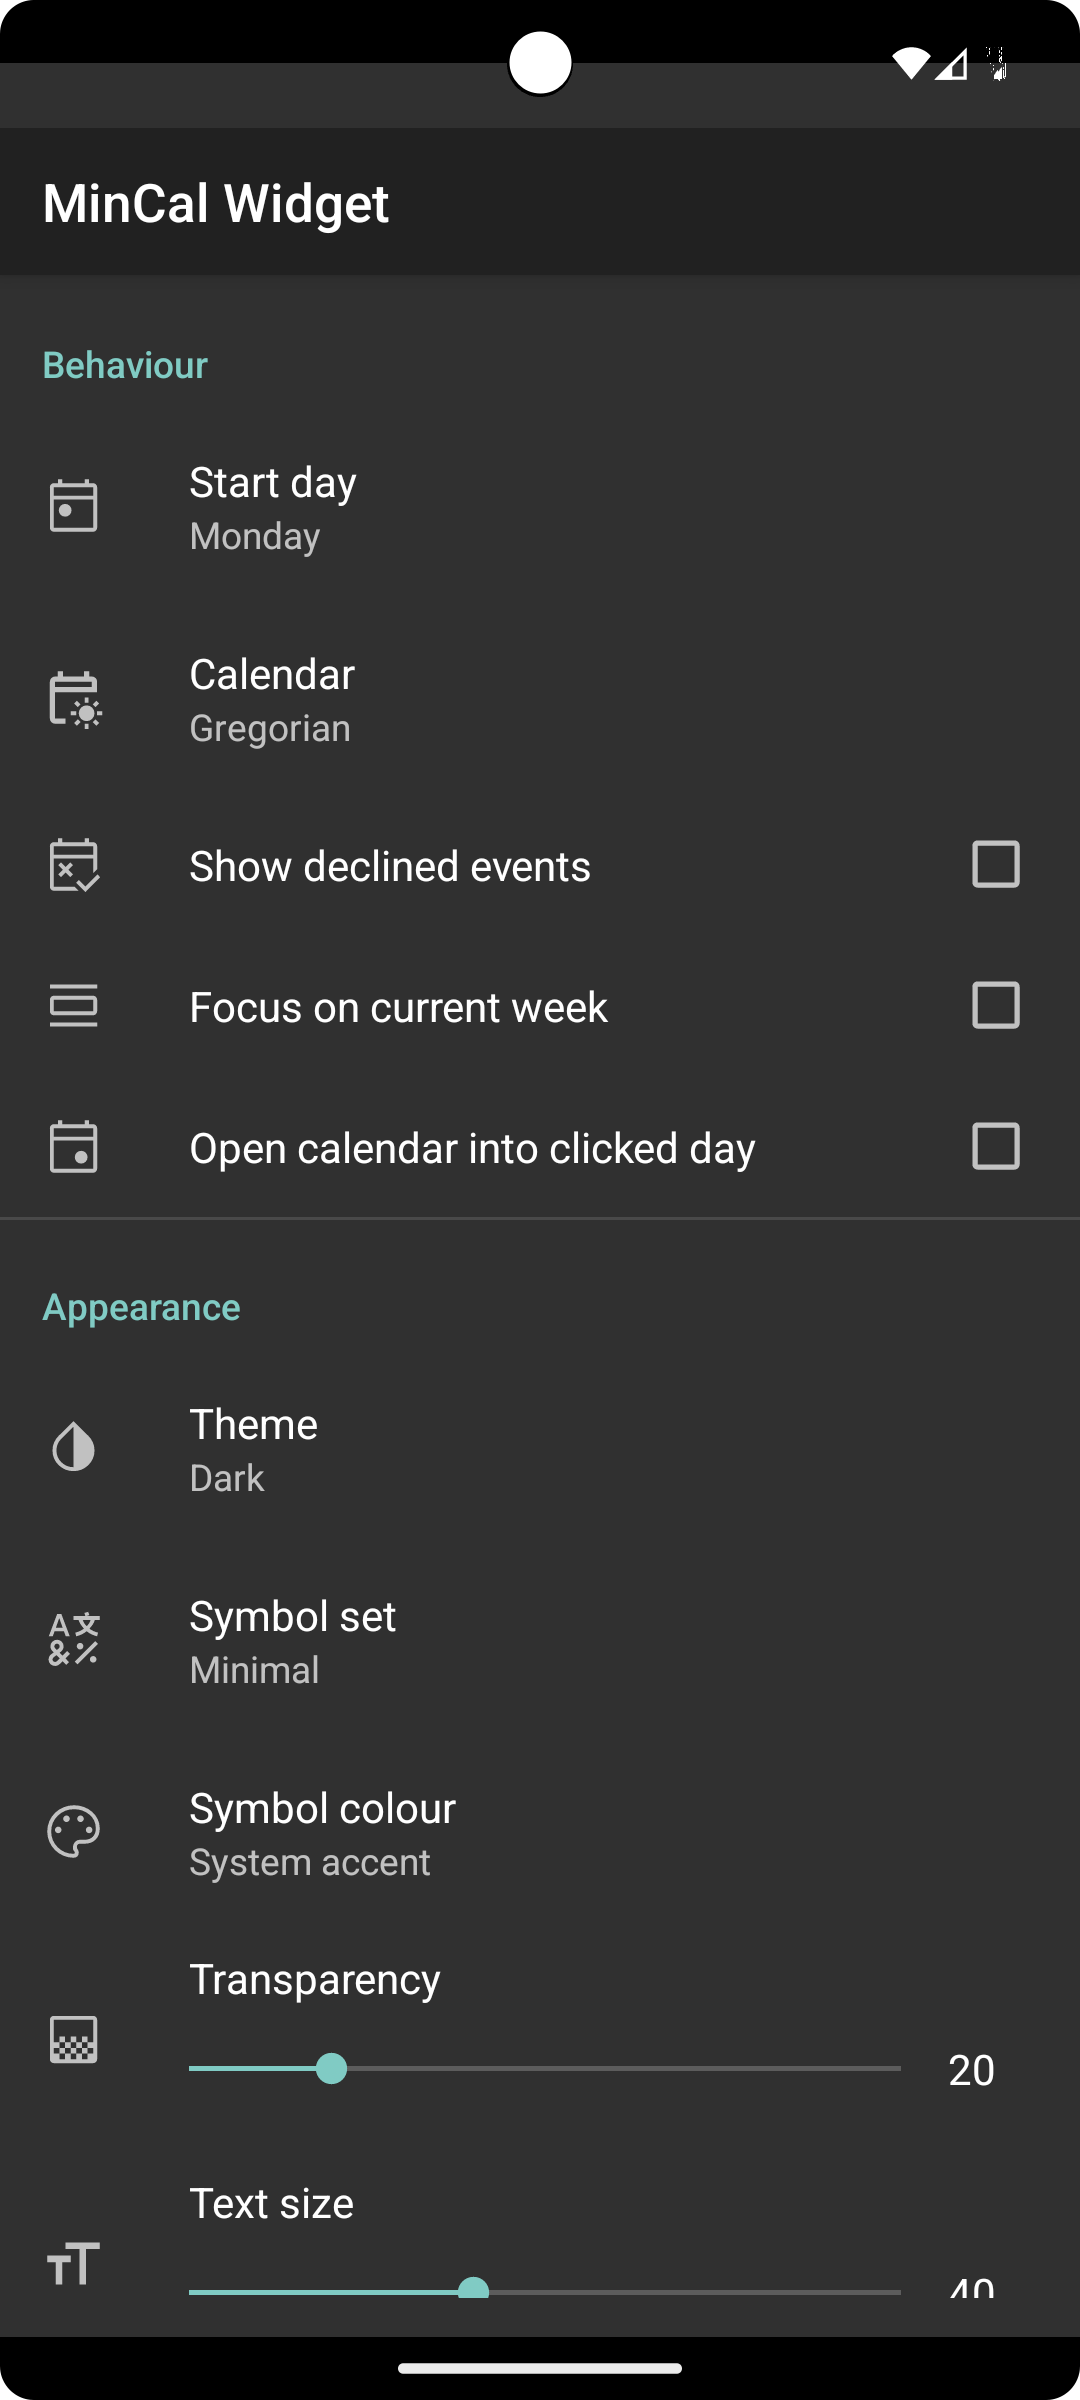 MinCal Widget
Behaviour
Start day
Monday
Calendar
Gregorian
Show declined events
Focus on current week
Open calendar into clicked day
Appearance
Theme
Dark
Symbol set
Minimal
Symbol colour
System accent
Transparency
20
Text size
40